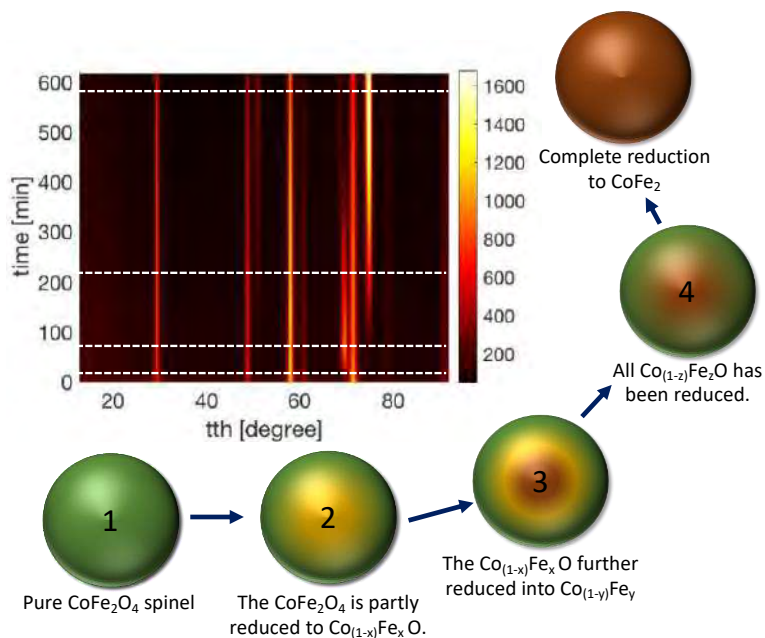 600
500
400
300
200
100
0
time [min]
20
40
60
80
tth [degree]
1600
1400
1200
1000
800
600
400
200
Complete reduction
to CoFe₂
4
All Co₍₁₋z₎FezO has
been reduced.
1
2
3
Pure CoFe₂O₄ spinel
The CoFe₂O₄ is partly
reduced to Co₍₁₋ₓ₎Feₓ O.
The Co₍₁₋ₓ₎Feₓ O further
reduced into Co₍₁₋y₎Fey